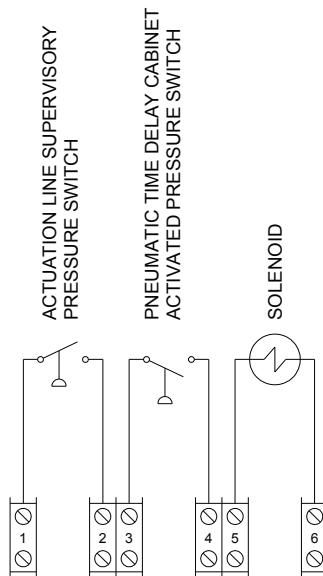 ACTUATION LINE SUPERVISORY
PRESSURE SWITCH
PNEUMATIC TIME DELAY CABINET
ACTIVATED PRESSURE SWITCH
SOLENOID
1
2
3
4
5
6